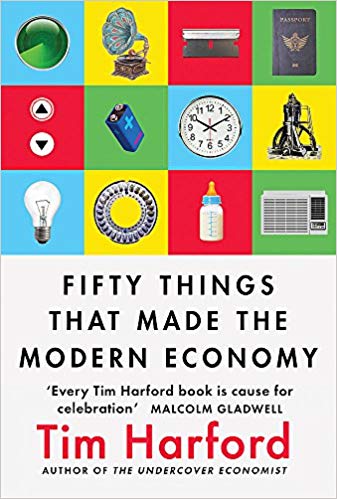 PASSPORT
FIFTY THINGS
THAT MADE THE
MODERN ECONOMY
‘Every Tim Harford book is cause for
celebration’ MALCOLM GLADWELL
Tim Harford
AUTHOR OF THE UNDERCOVER ECONOMIST